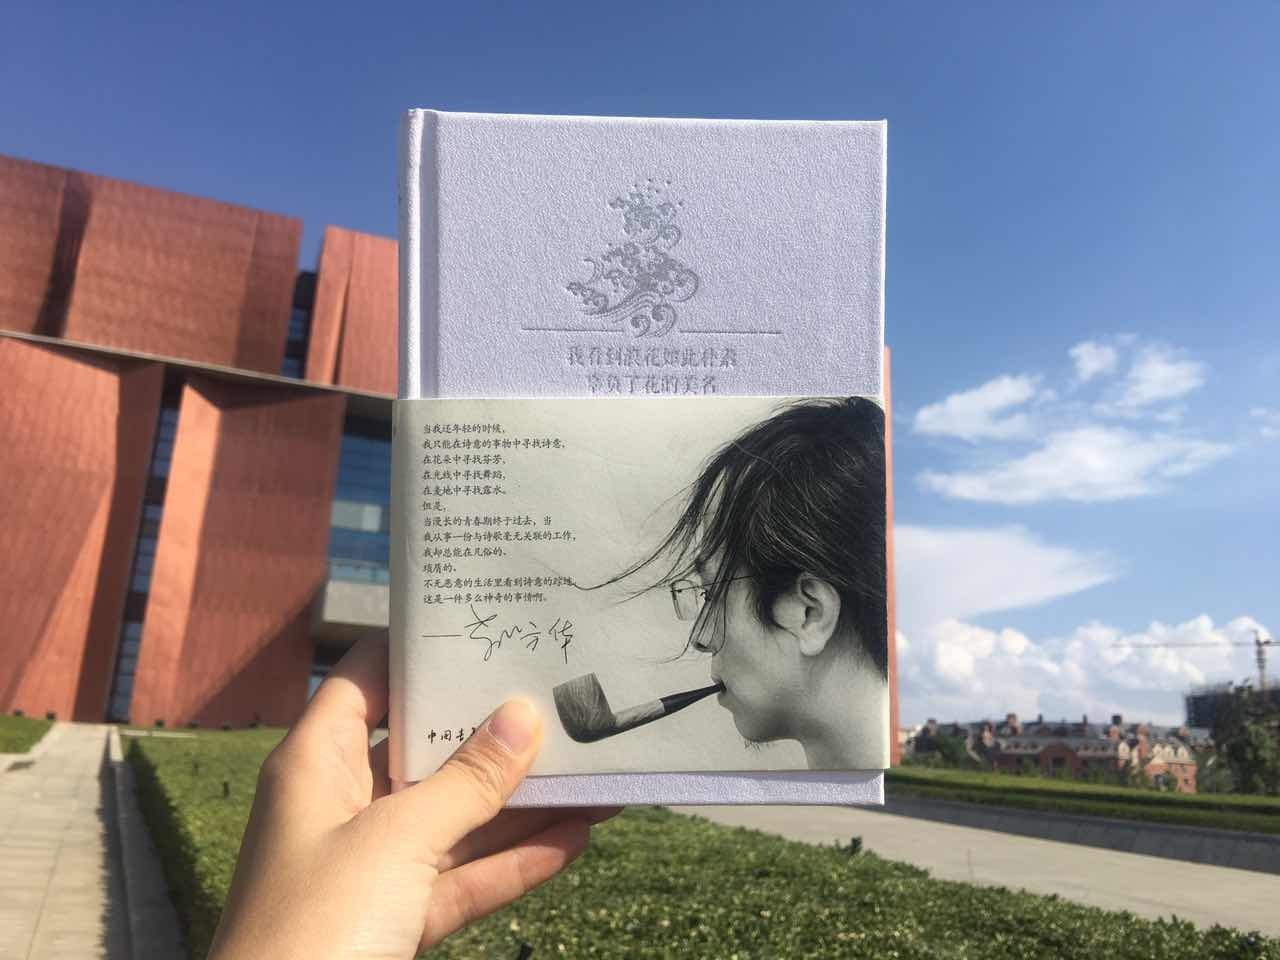 我看到浪花如此朴素
常负了花的美名
当我还年轻的时候，
我只能在诗意的事物中寻找诗意，
在花朵中寻找芬芳，
在光线中寻找舞蹈，
在麦地中寻找露水。
但是，
当漫长的青春期终于过去，当
我从事一份与诗歌毫无关联的工作，
我却总能在凡俗的、
琐屑的、
不无恶意的生活里看到诗意的踪迹，
这是一件多么神奇的事情啊。
中国青